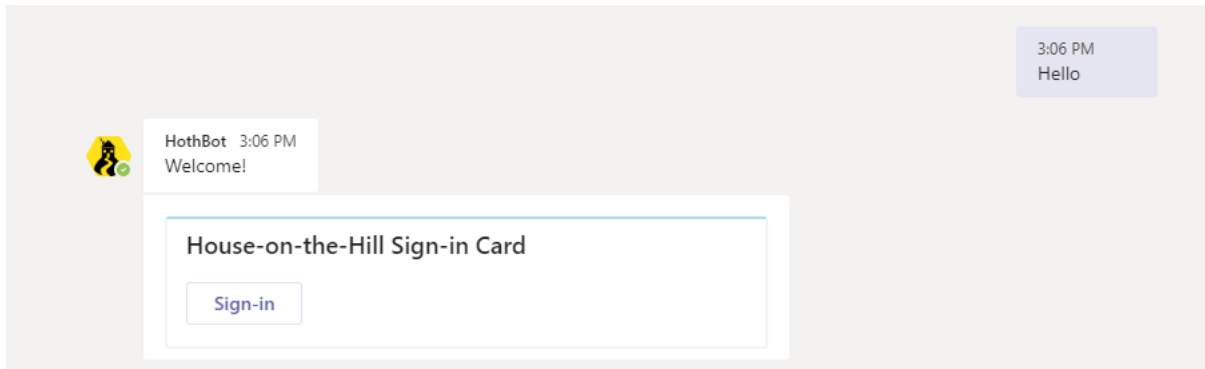 3:06 PM
Hello
HothBot 3:06 PM
Welcome!
House-on-the-Hill Sign-in Card
Sign-in